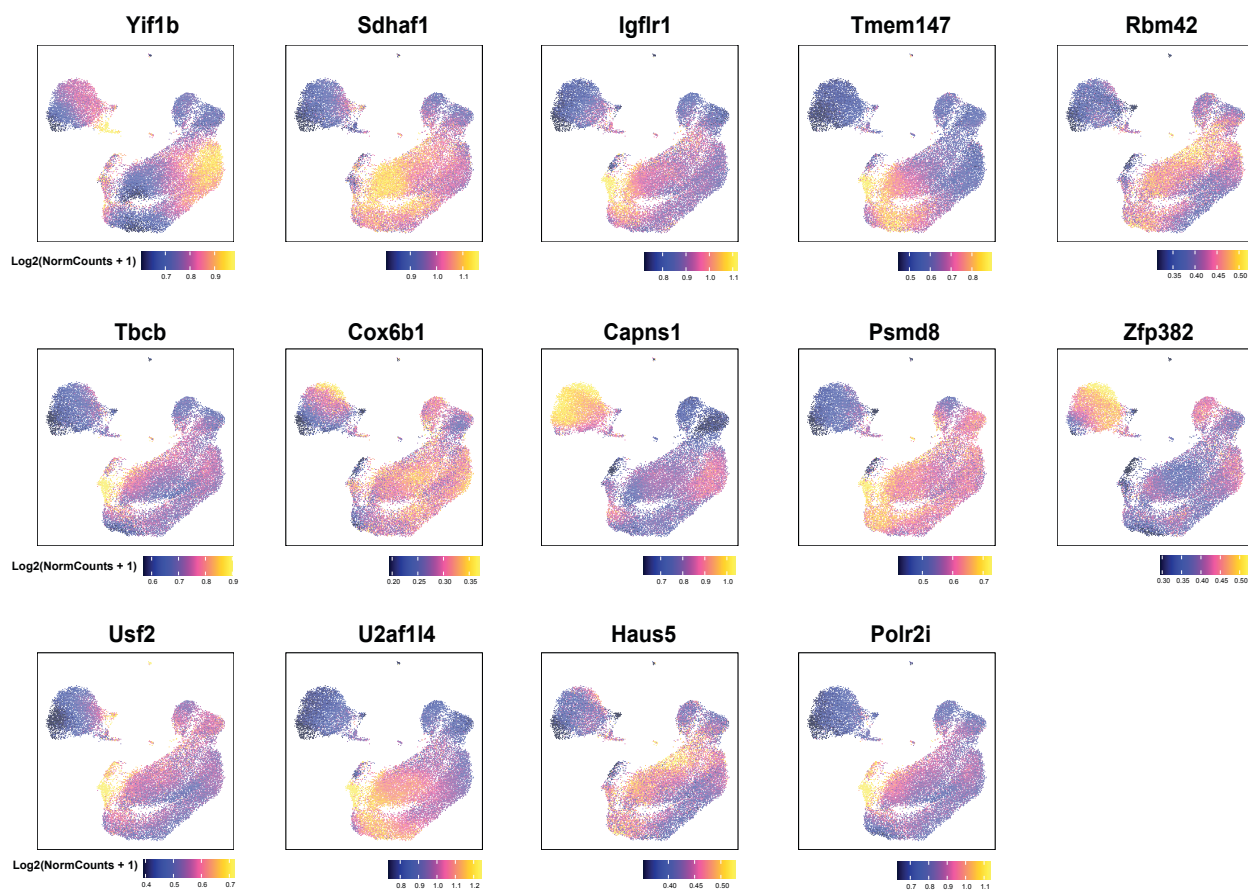 Yif1b Sdhaf1 Igflr1 Tmem147 Rbm42
Log2(NormCounts + 1)
0.7 0.8 0.9 0.9 1.0 1.1 0.8 0.9 1.0 1.1 0.5 0.6 0.7 0.8 0.35 0.40 0.45 0.50
Tbcb Cox6b1 Capns1 Psmd8 Zfp382
Log2(NormCounts + 1)
0.6 0.7 0.8 0.9 0.20 0.25 0.30 0.35 0.7 0.8 0.9 1.0 0.5 0.6 0.7 0.30 0.35 0.40 0.45 0.50
Usf2 U2af1l4 Haus5 Polr2i
Log2(NormCounts + 1)
0.4 0.5 0.6 0.7 0.8 0.9 1.0 1.1 1.2 0.40 0.45 0.50 0.7 0.8 0.9 1.0 1.1